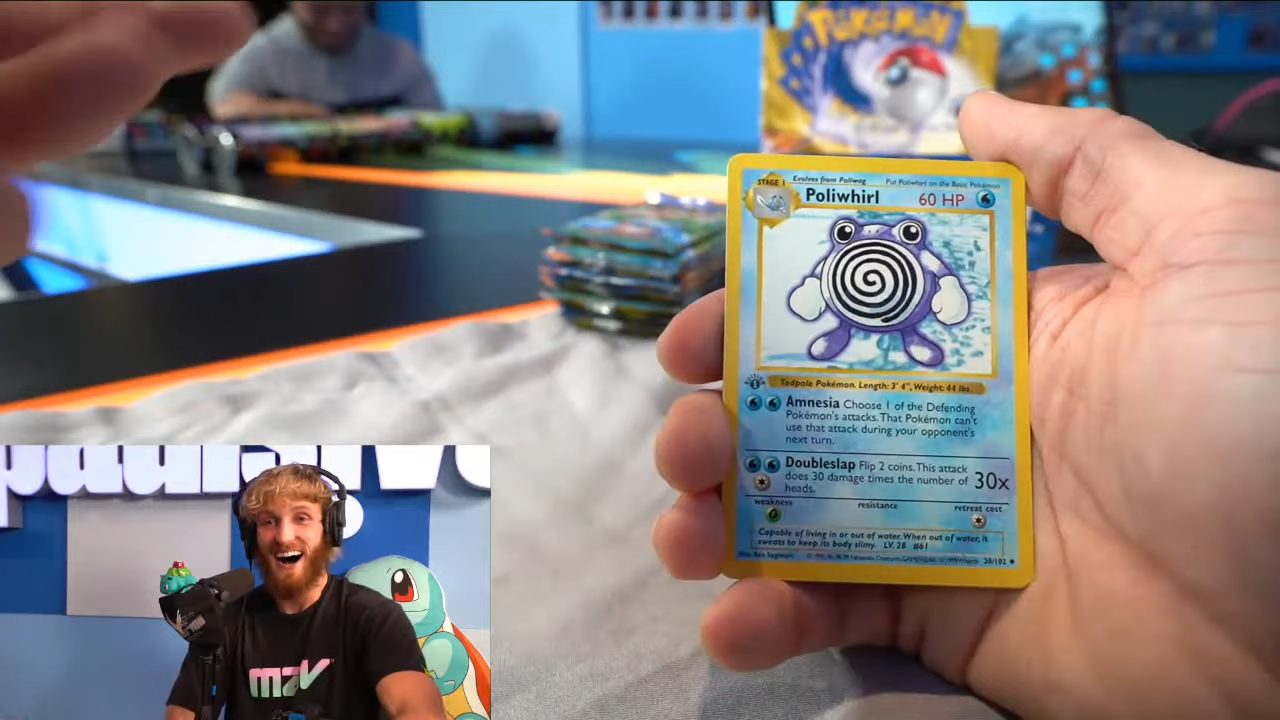 POKÉMON
STAGE 1
Evolves from Poliwag
Put Poliwhirl on the Basic Pokémon
Poliwhirl
60 HP
Tadpole Pokémon. Length: 3' 4", Weight: 44 lbs.
Amnesia Choose 1 of the Defending
Pokémon's attacks. That Pokémon can't
use that attack during your opponent's
next turn.
Doubleslap Flip 2 coins. This attack
does 30 damage times the number of
heads.
30x
weakness
resistance
retreat cost
Capable of living in or out of water. When out of water, it
sweats to keep its body slimy. LV. 28 #61
38/102
mav